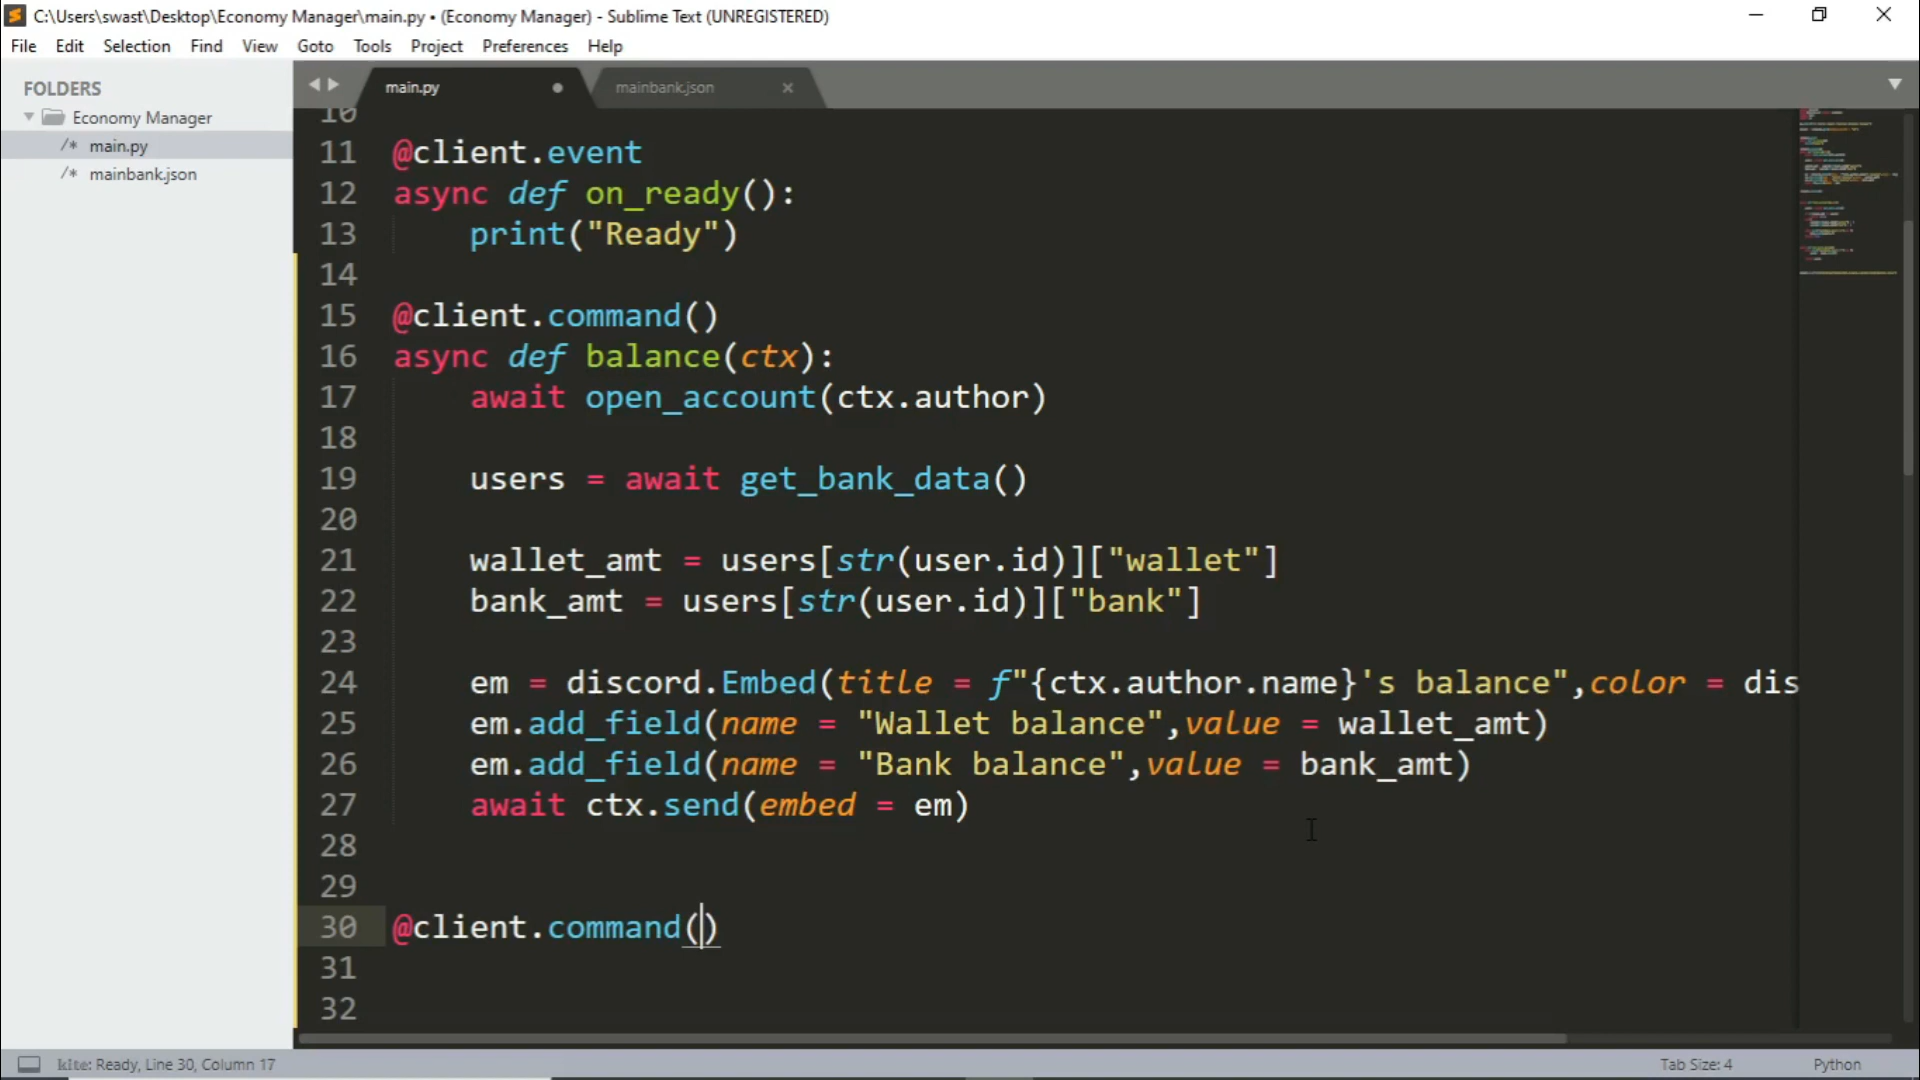 C:\Users\swast\Desktop\Economy Manager\main.py • (Economy Manager) - Sublime Text (UNREGISTERED)
File Edit Selection Find View Goto Tools Project Preferences Help
FOLDERS
Economy Manager
/* main.py
/* mainbank.json
main.py
mainbank.json
10
11 @client.event
12 async def on_ready():
13     print("Ready")
14
15 @client.command()
16 async def balance(ctx):
17     await open_account(ctx.author)
18
19     users = await get_bank_data()
20
21     wallet_amt = users[str(user.id)]["wallet"]
22     bank_amt = users[str(user.id)]["bank"]
23
24     em = discord.Embed(title = f"{ctx.author.name}'s balance",color = dis
25     em.add_field(name = "Wallet balance",value = wallet_amt)
26     em.add_field(name = "Bank balance",value = bank_amt)
27     await ctx.send(embed = em)
28
29
30 @client.command()
31
32
kite: Ready, Line 30, Column 17
Tab Size: 4
Python